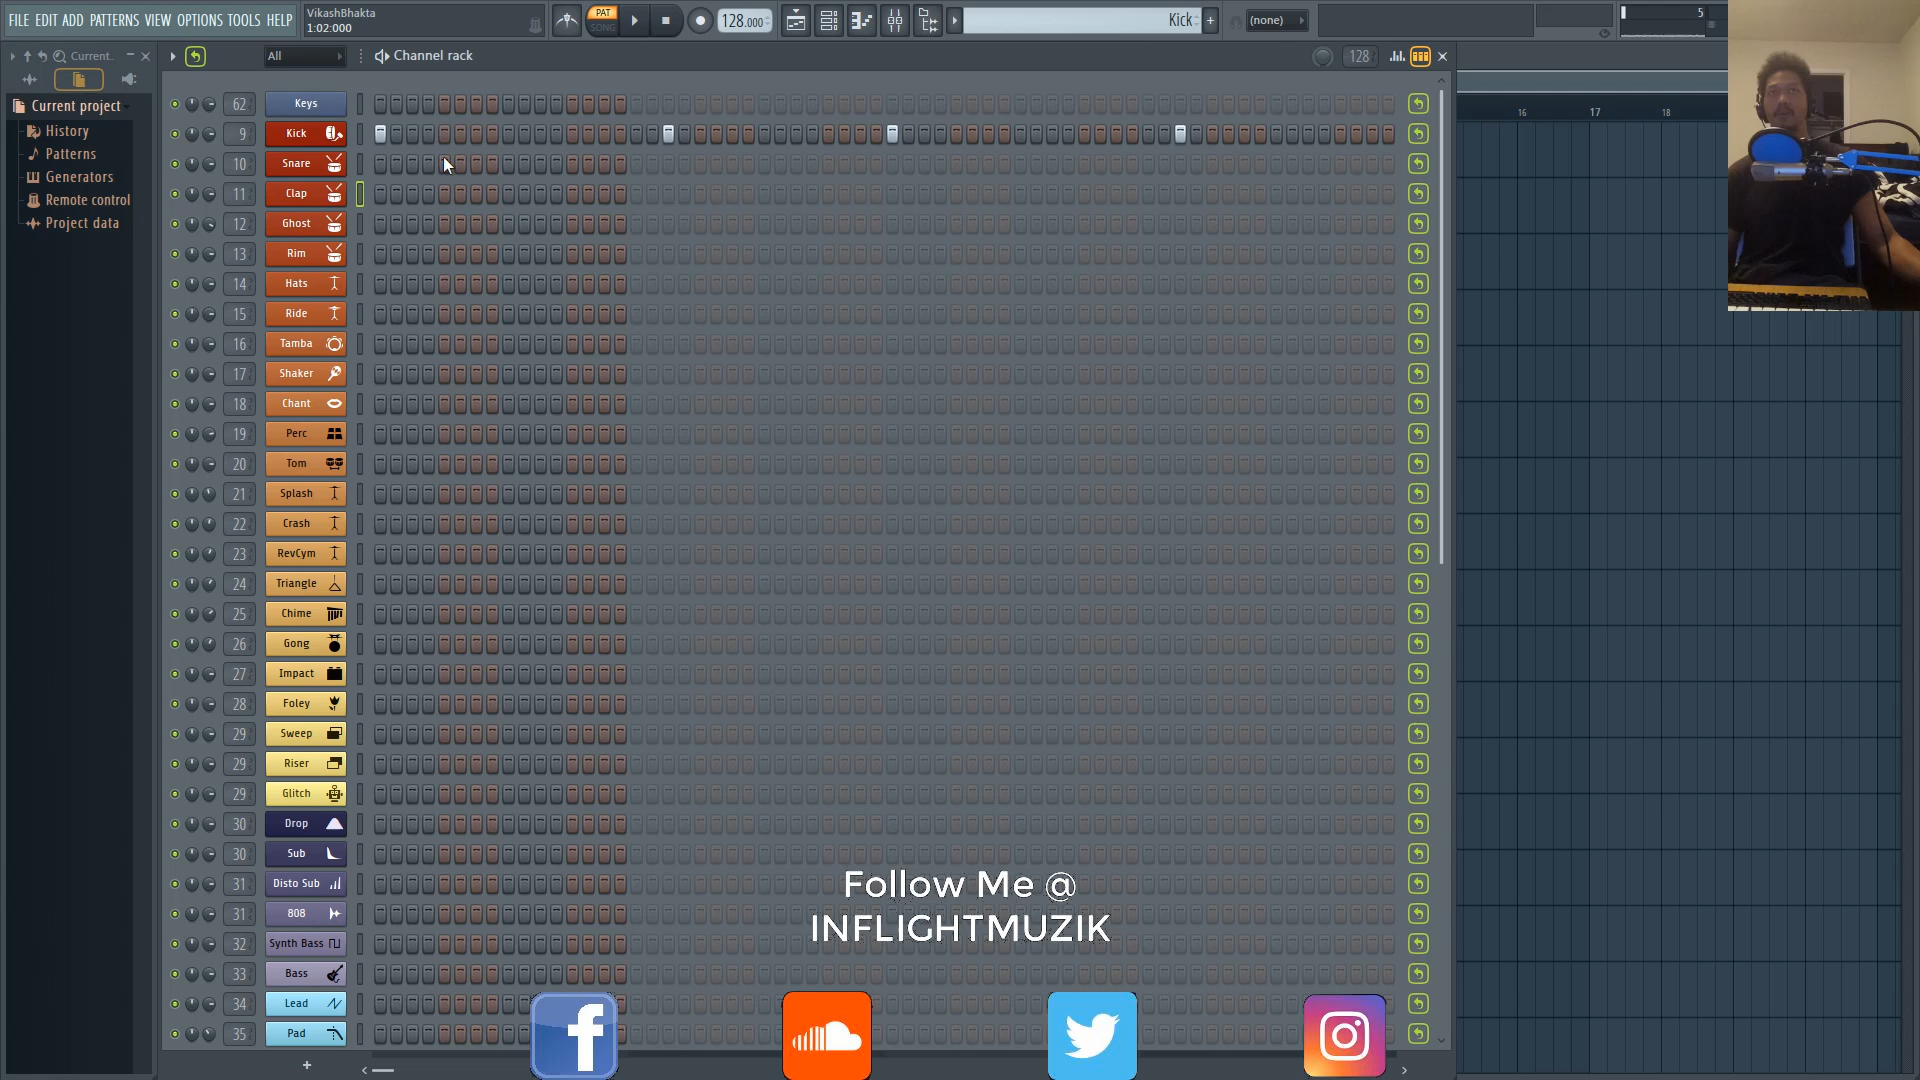 FILE EDIT ADD PATTERNS VIEW OPTIONS TOOLS HELP
VikashBhakta
1:02:000
PAT
SONG
128.000
Kick
(none)
5
Current..
All
Channel rack
128
Current project
History
Patterns
Generators
Remote control
Project data
16 17 18
62 Keys
9 Kick
10 Snare
11 Clap
12 Ghost
13 Rim
14 Hats
15 Ride
16 Tamba
17 Shaker
18 Chant
19 Perc
20 Tom
21 Splash
22 Crash
23 RevCym
24 Triangle
25 Chime
26 Gong
27 Impact
28 Foley
29 Sweep
29 Riser
29 Glitch
30 Drop
30 Sub
31 Disto Sub
31 808
32 Synth Bass
33 Bass
34 Lead
35 Pad
Follow Me @
INFLIGHTMUZIK
f